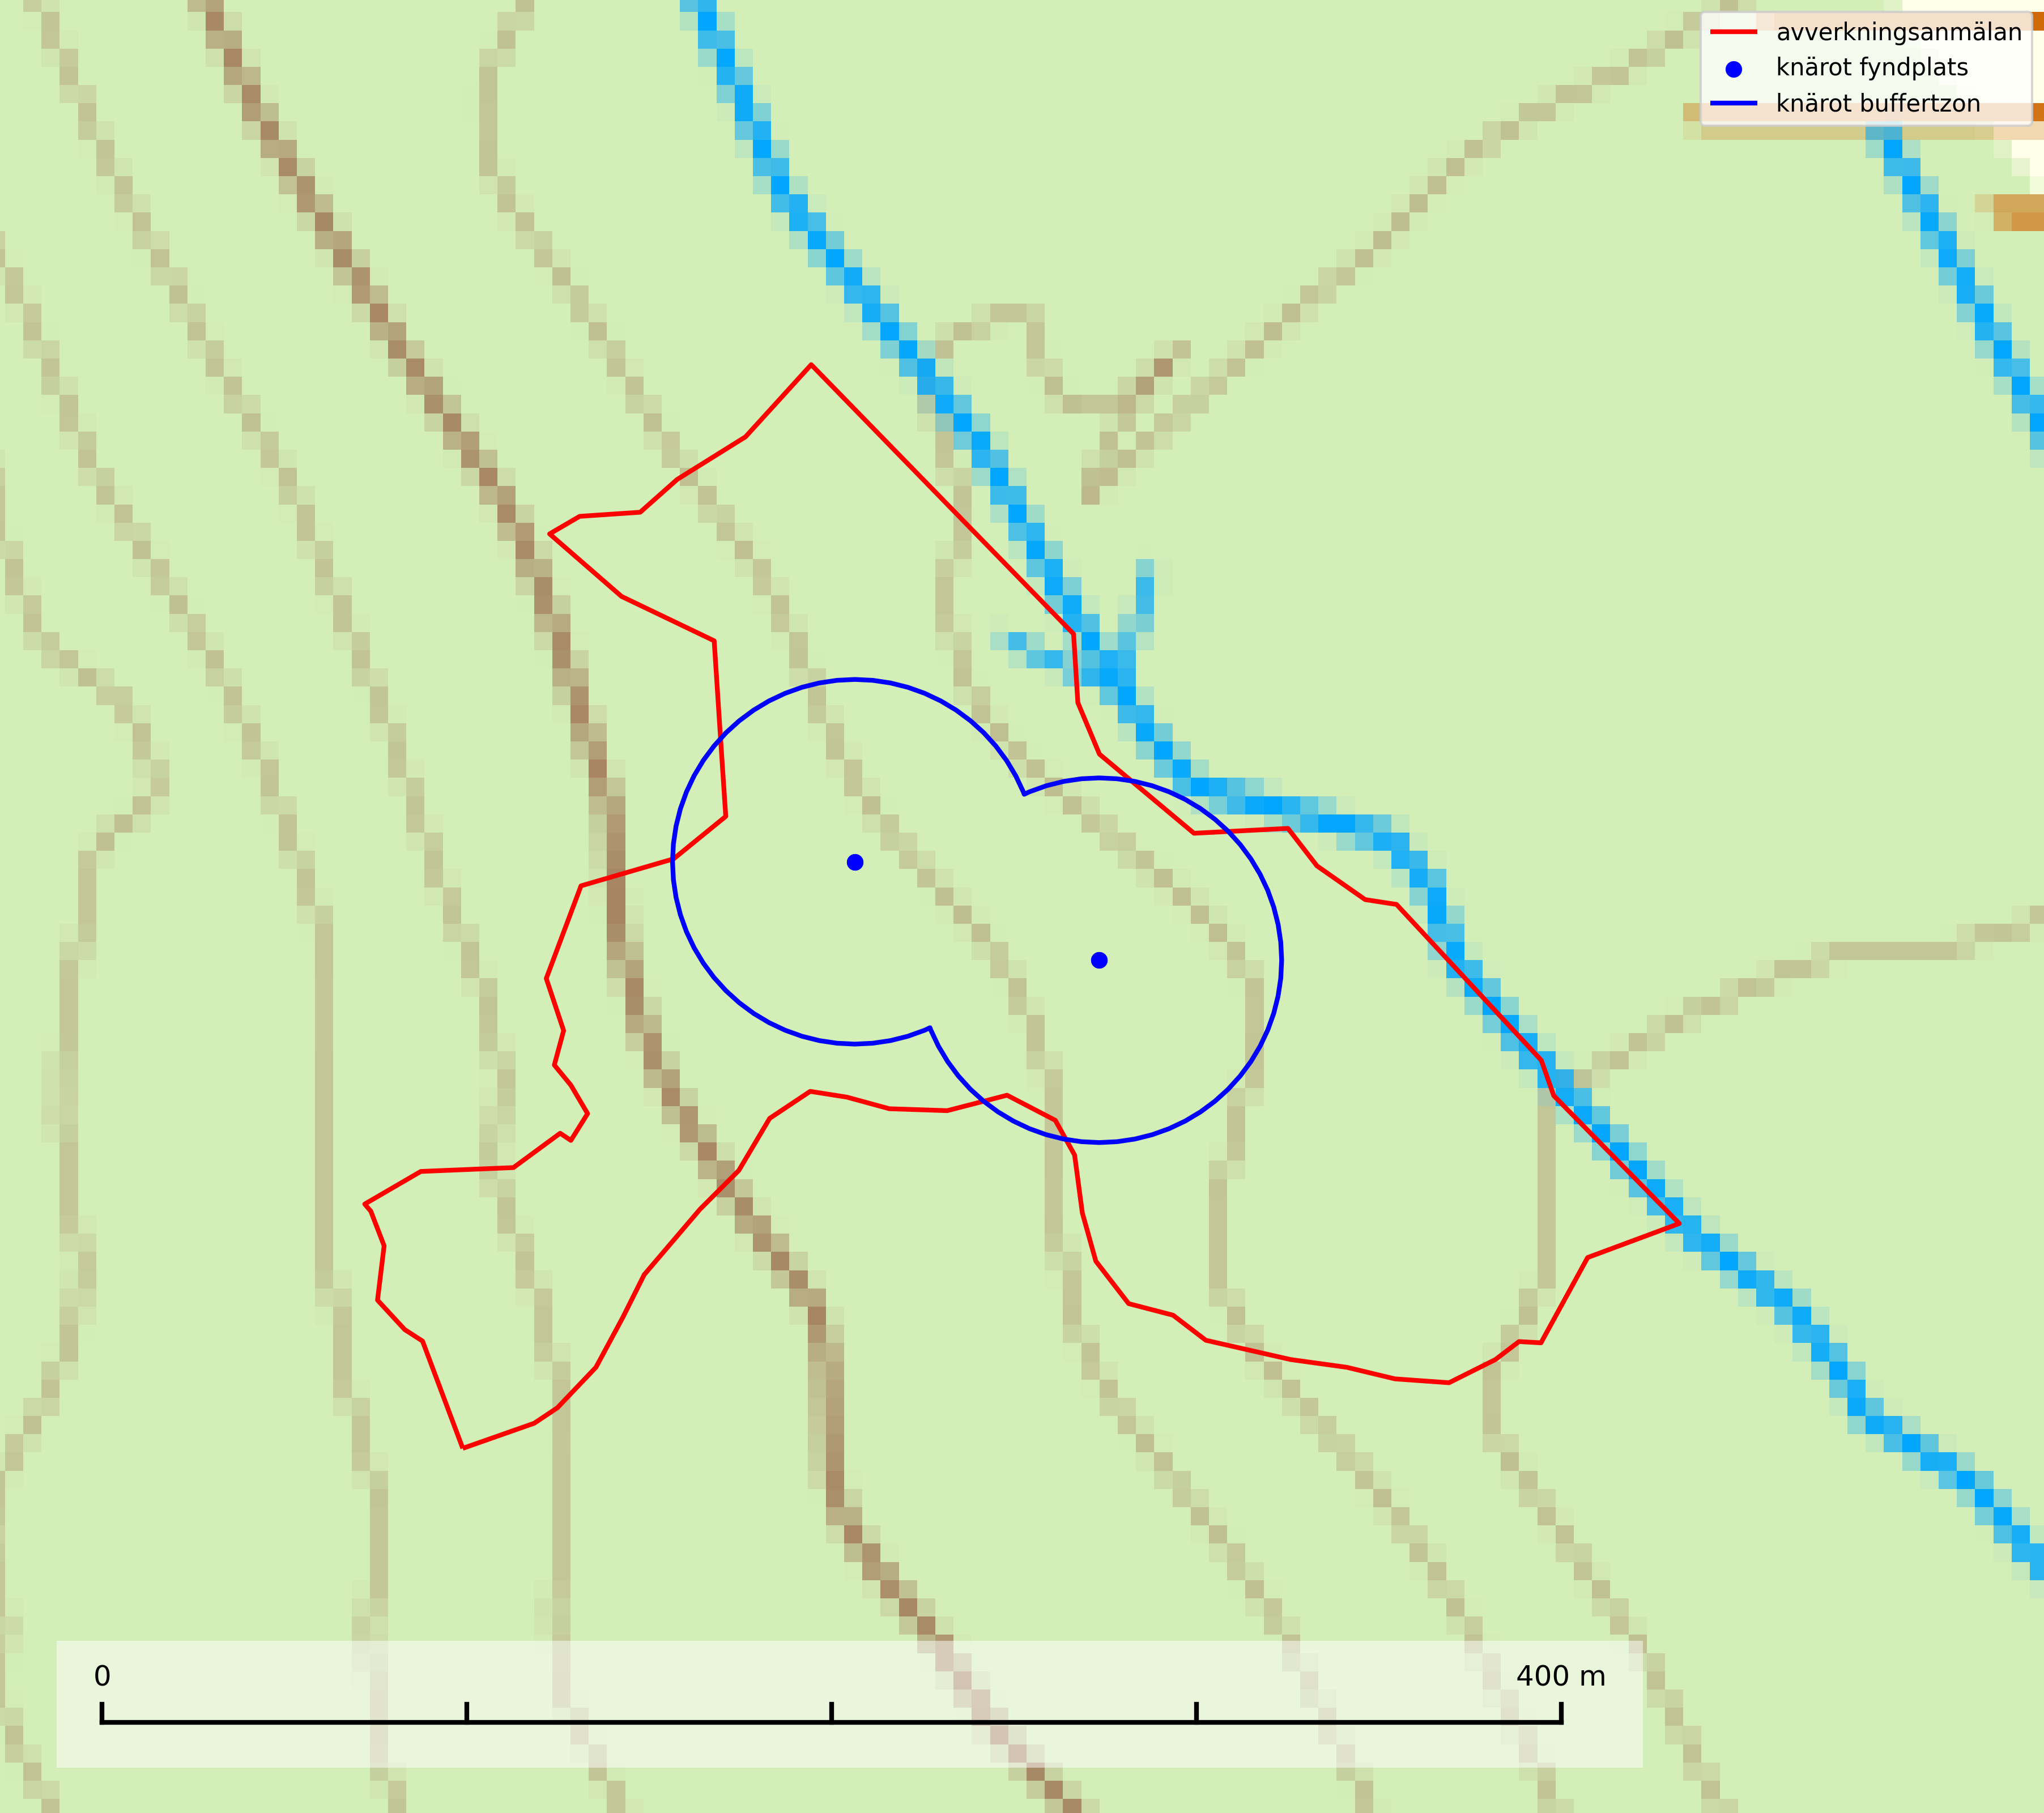 avverkningsanmälan
knärot fyndplats
knärot buffertzon
0
400 m